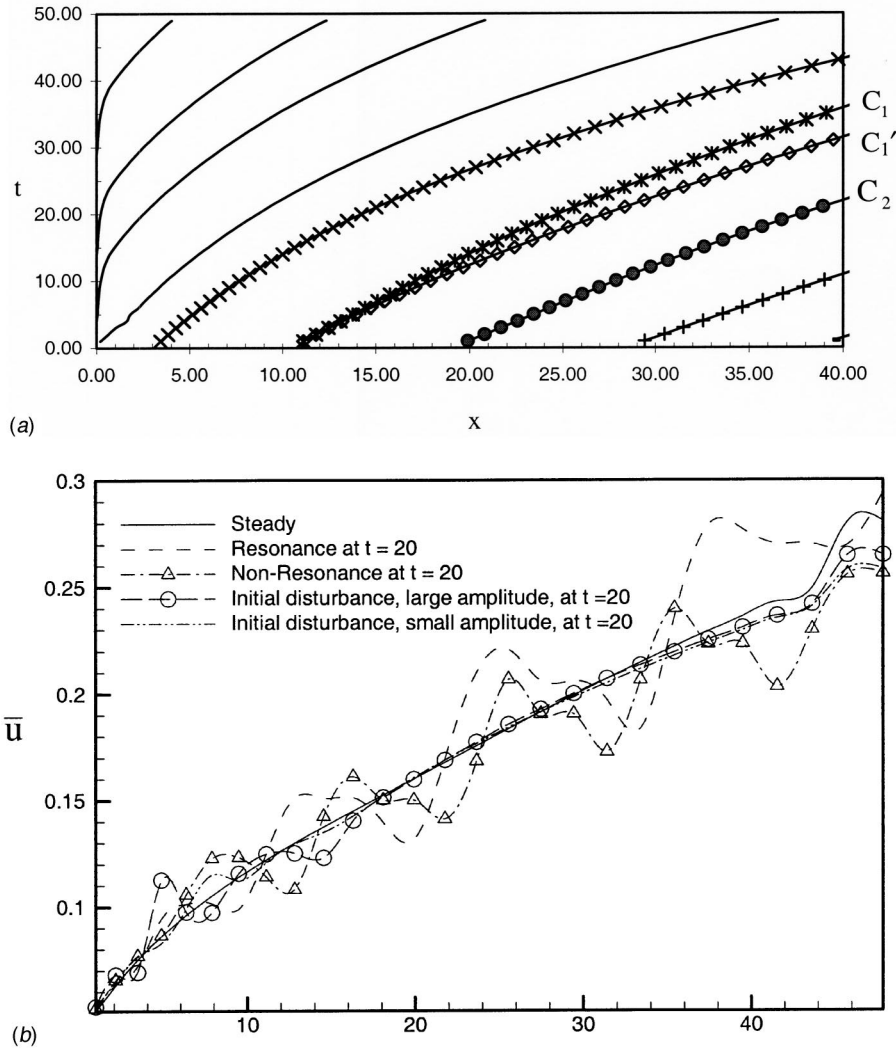 50.00
40.00
30.00
t
20.00
10.00
0.00
0.00 5.00 10.00 15.00 20.00 25.00 30.00 35.00 40.00
x
C₁
C₁′
C₂
(a)
0.3
0.25
0.2
ū
0.15
0.1
Steady
Resonance at t = 20
Non-Resonance at t = 20
Initial disturbance, large amplitude, at t =20
Initial disturbance, small amplitude, at t =20
10 20 30 40
(b)